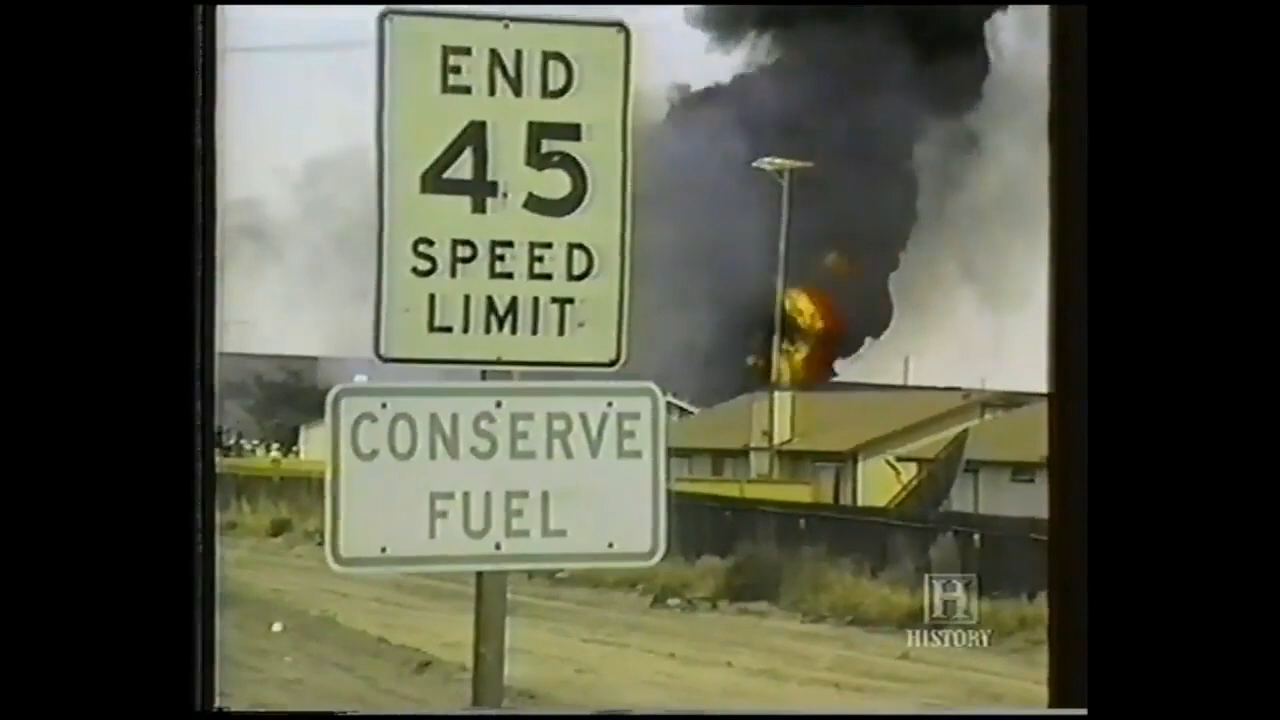 END
45
SPEED
LIMIT
CONSERVE
FUEL
H
HISTORY